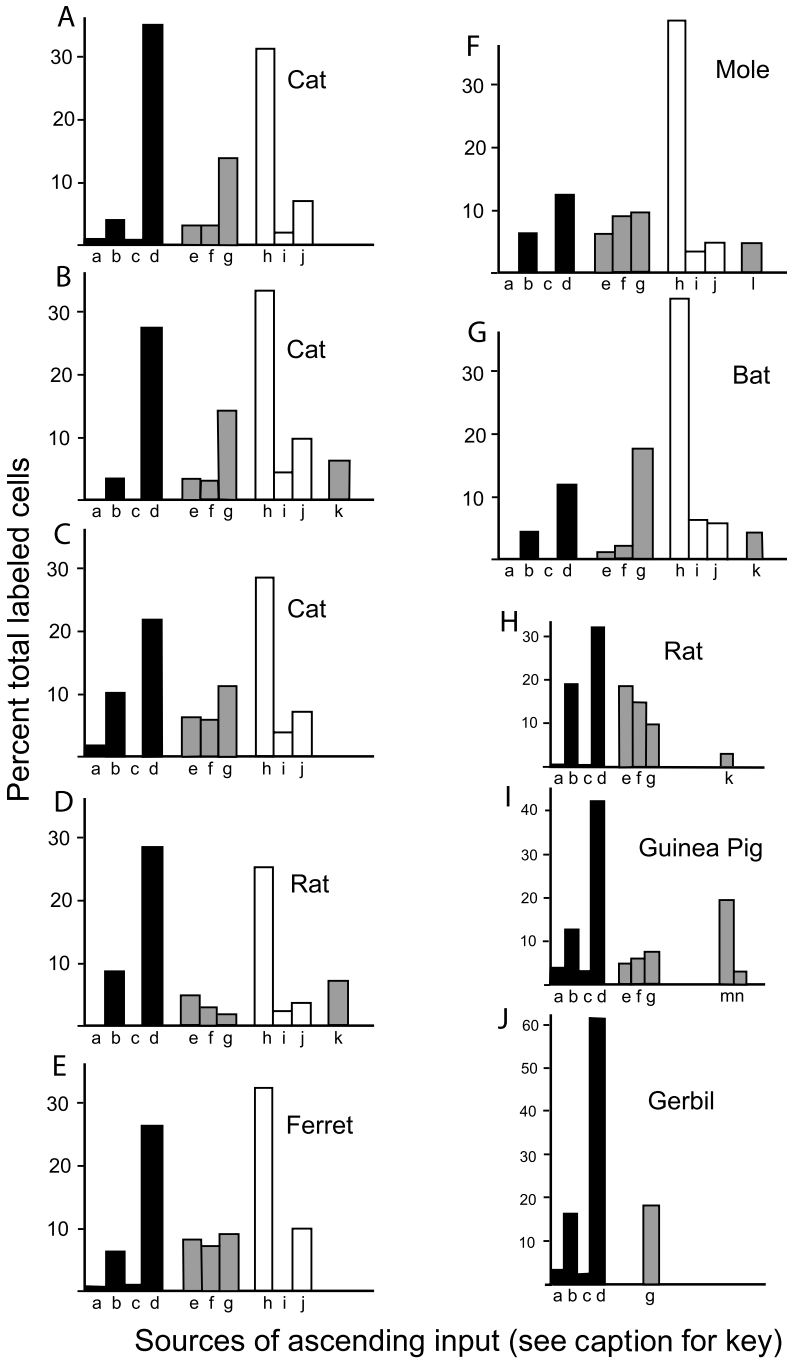 Percent total labeled cells
A
Cat
30
20
10
a b c d e f g h i j
B
Cat
30
20
10
a b c d e f g h i j k
C
Cat
30
20
10
a b c d e f g h i j
D
Rat
30
20
10
a b c d e f g h i j k
E
Ferret
30
20
10
a b c d e f g h i j
F
Mole
30
20
10
a b c d e f g h i j l
G
Bat
30
20
10
a b c d e f g h i j k
H
Rat
30
20
10
a b c d e f g k
I
Guinea Pig
40
30
20
10
a b c d e f g m n
J
Gerbil
60
50
40
30
20
10
a b c d g
Sources of ascending input (see caption for key)